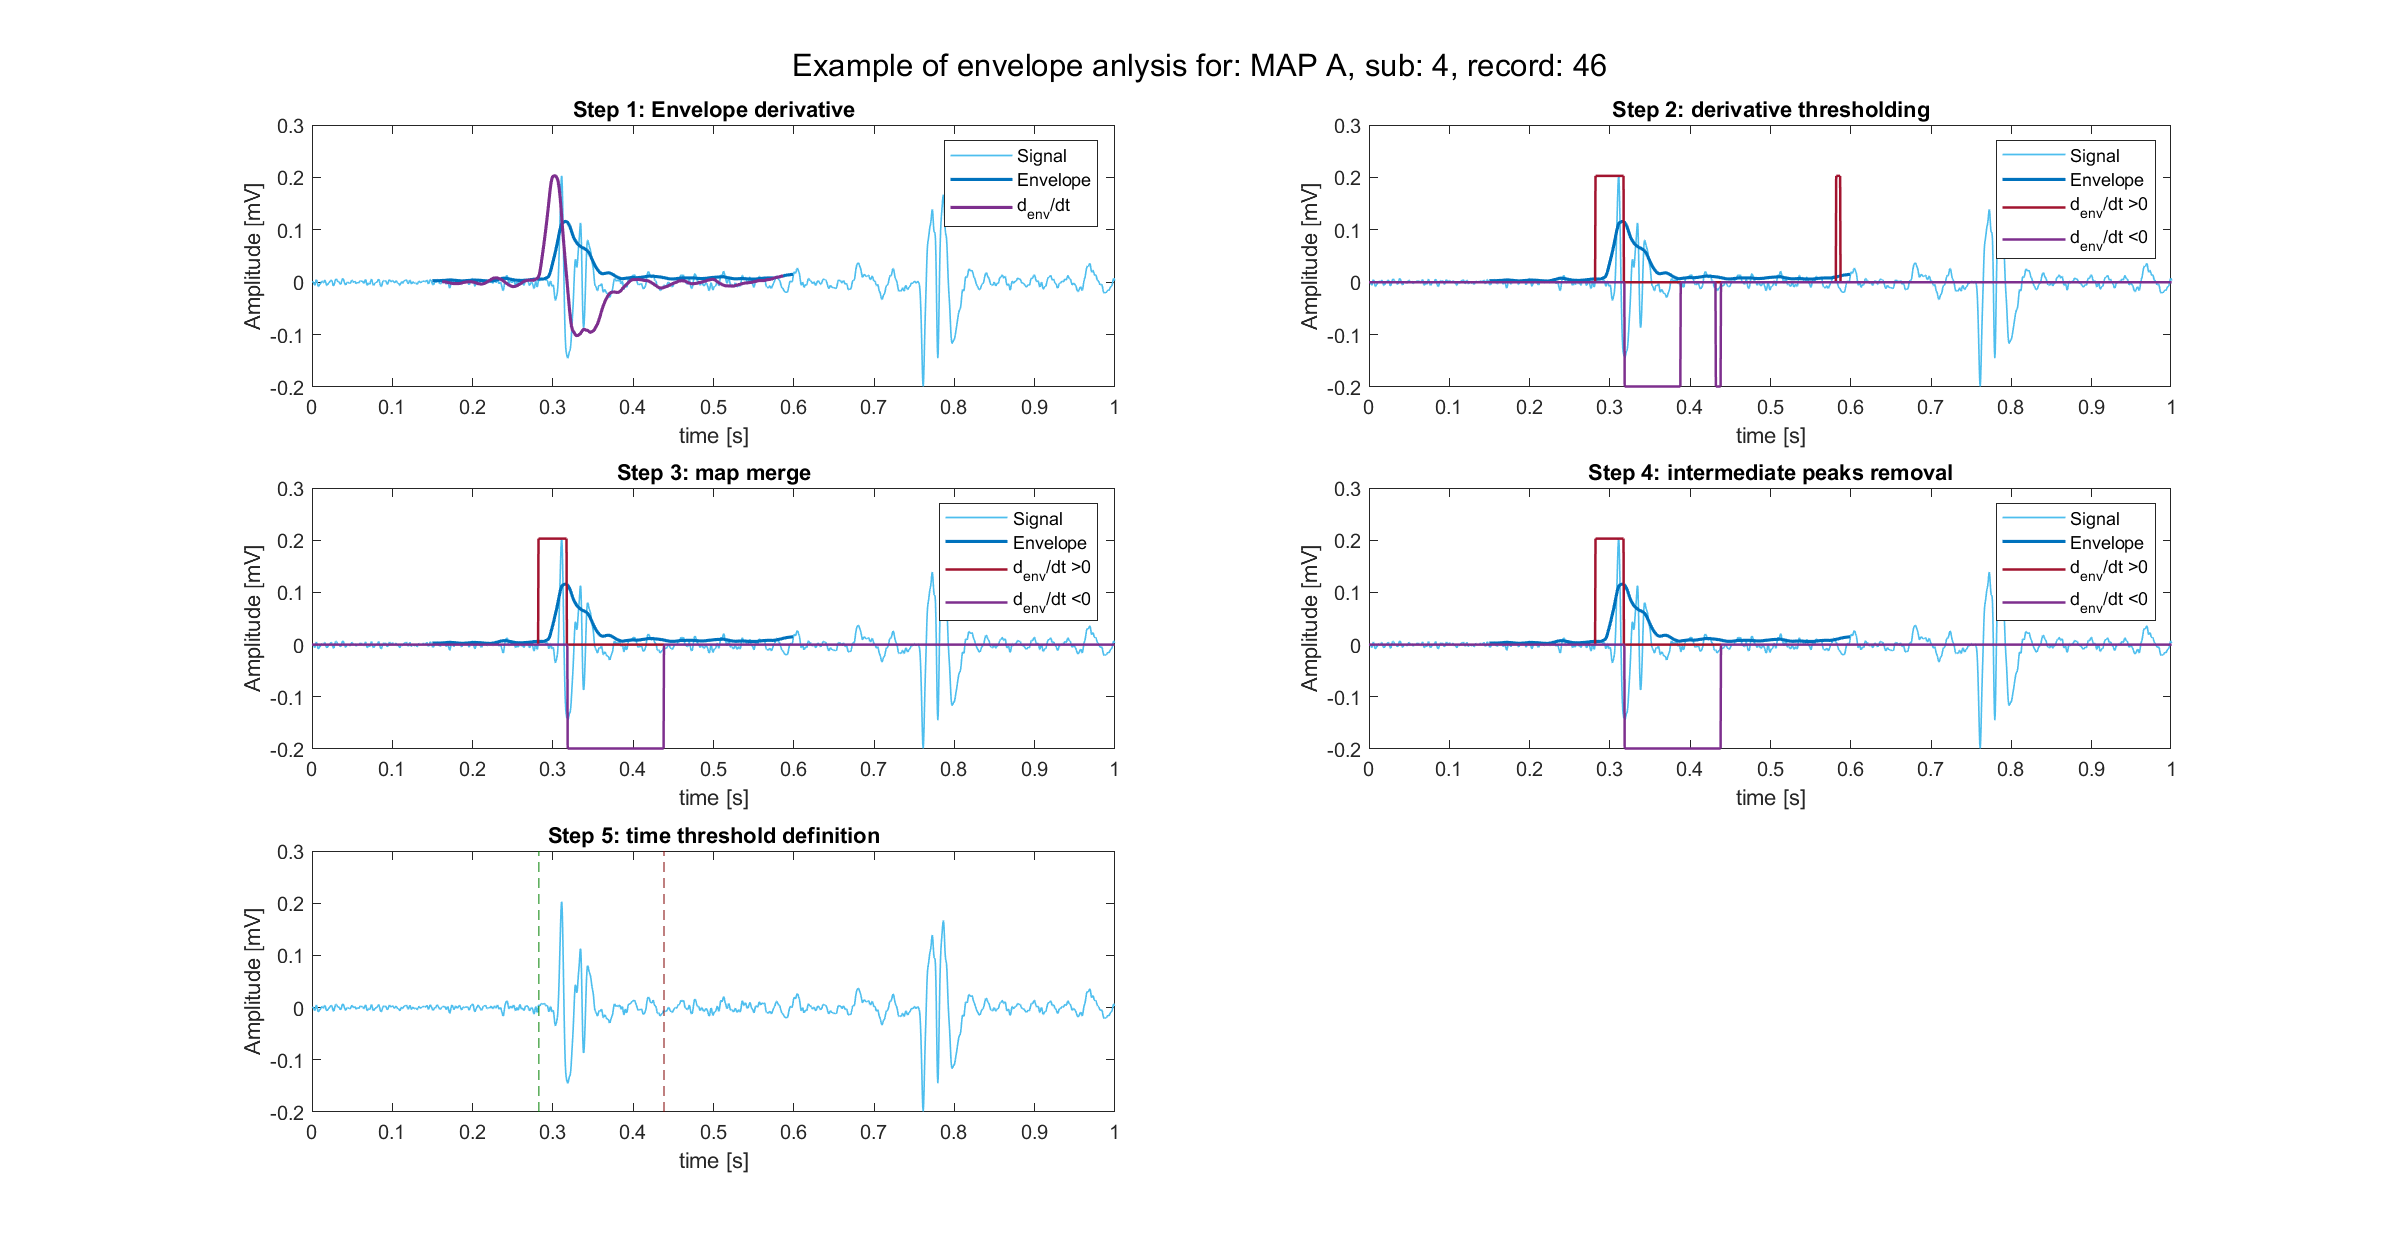 Example of envelope anlysis for: MAP A, sub: 4, record: 46
Step 1: Envelope derivative
0.3
0.2
0.1
0
-0.1
-0.2
Amplitude [mV]
Signal
Envelope
d_env/dt
0 0.1 0.2 0.3 0.4 0.5 0.6 0.7 0.8 0.9 1
time [s]
Step 2: derivative thresholding
0.3
0.2
0.1
0
-0.1
-0.2
Amplitude [mV]
Signal
Envelope
d_env/dt >0
d_env/dt <0
0 0.1 0.2 0.3 0.4 0.5 0.6 0.7 0.8 0.9 1
time [s]
Step 3: map merge
0.3
0.2
0.1
0
-0.1
-0.2
Amplitude [mV]
Signal
Envelope
d_env/dt >0
d_env/dt <0
0 0.1 0.2 0.3 0.4 0.5 0.6 0.7 0.8 0.9 1
time [s]
Step 4: intermediate peaks removal
0.3
0.2
0.1
0
-0.1
-0.2
Amplitude [mV]
Signal
Envelope
d_env/dt >0
d_env/dt <0
0 0.1 0.2 0.3 0.4 0.5 0.6 0.7 0.8 0.9 1
time [s]
Step 5: time threshold definition
0.3
0.2
0.1
0
-0.1
-0.2
Amplitude [mV]
0 0.1 0.2 0.3 0.4 0.5 0.6 0.7 0.8 0.9 1
time [s]